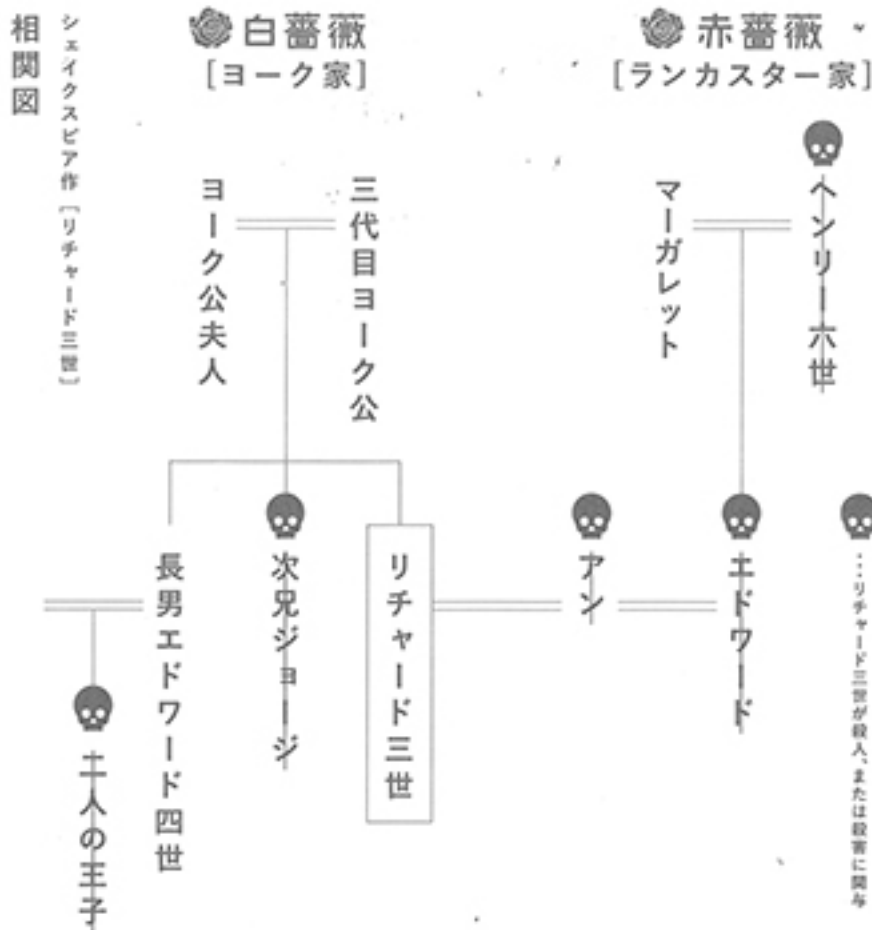 赤薔薇
[ランカスター家]
白薔薇
[ヨーク家]
シェイクスピア作 [リチャード三世]
相関図
ヘンリー六世
マーガレット
三代目ヨーク公
ヨーク公夫人
…リチャード三世が殺人、または殺害に関与
エドワード
アン
リチャード三世
次兄ジョージ
長男エドワード四世
二人の王子